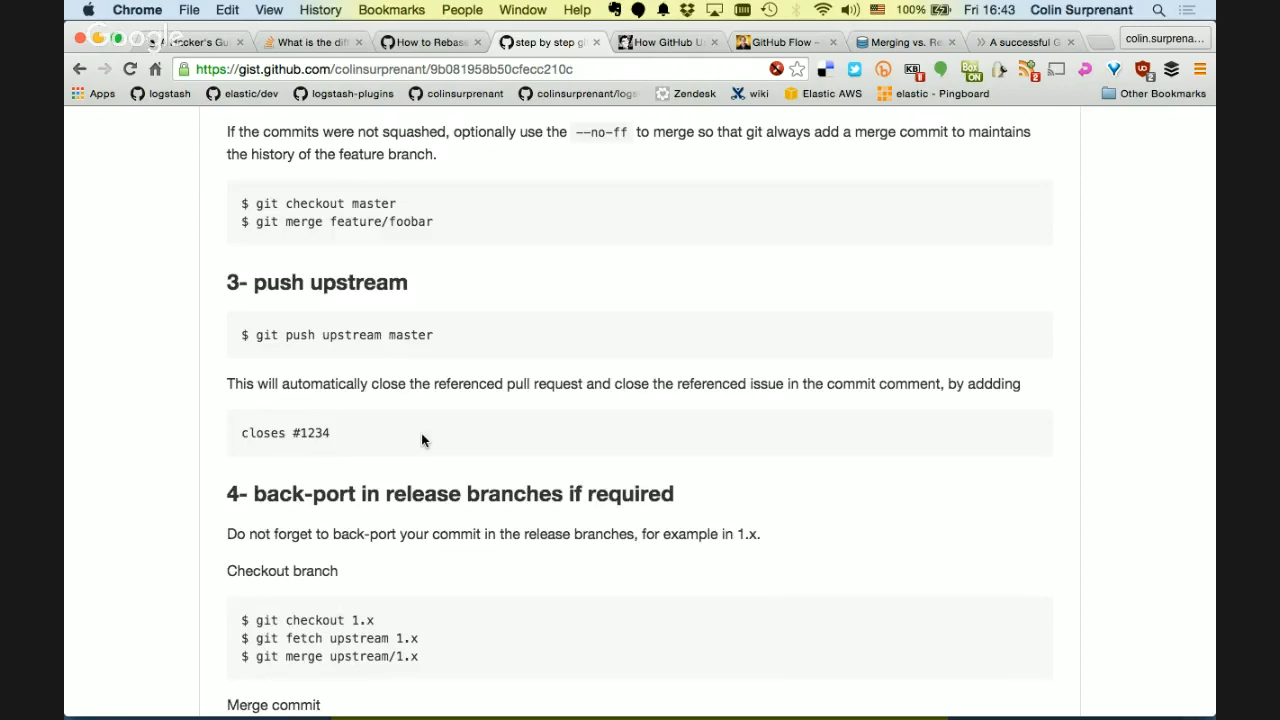 Chrome File Edit View History Bookmarks People Window Help 100% Fri 16:43 Colin Surprenant
Google
cker's Gu
What is the dif
How to Rebas
step by step gi
How GitHub U
GitHub Flow –
Merging vs. Re
A successful G
colin.surprena...
https://gist.github.com/colinsurprenant/9b081958b50cfecc210c
Apps logstash elastic/dev logstash-plugins colinsurprenant colinsurprenant/logs Zendesk wiki Elastic AWS elastic - Pingboard Other Bookmarks
If the commits were not squashed, optionally use the --no-ff to merge so that git always add a merge commit to maintains
the history of the feature branch.
$ git checkout master
$ git merge feature/foobar
3- push upstream
$ git push upstream master
This will automatically close the referenced pull request and close the referenced issue in the commit comment, by addding
closes #1234
4- back-port in release branches if required
Do not forget to back-port your commit in the release branches, for example in 1.x.
Checkout branch
$ git checkout 1.x
$ git fetch upstream 1.x
$ git merge upstream/1.x
Merge commit